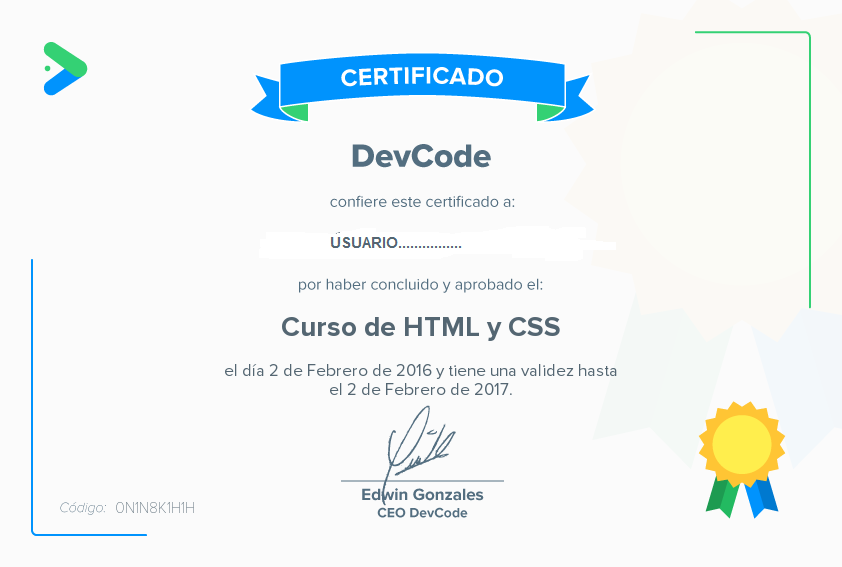 CERTIFICADO
DevCode
confiere este certificado a:
USUARIO................
por haber concluido y aprobado el:
Curso de HTML y CSS
el día 2 de Febrero de 2016 y tiene una validez hasta
el 2 de Febrero de 2017.
Edwin Gonzales
CEO DevCode
Código: 0N1N8K1H1H